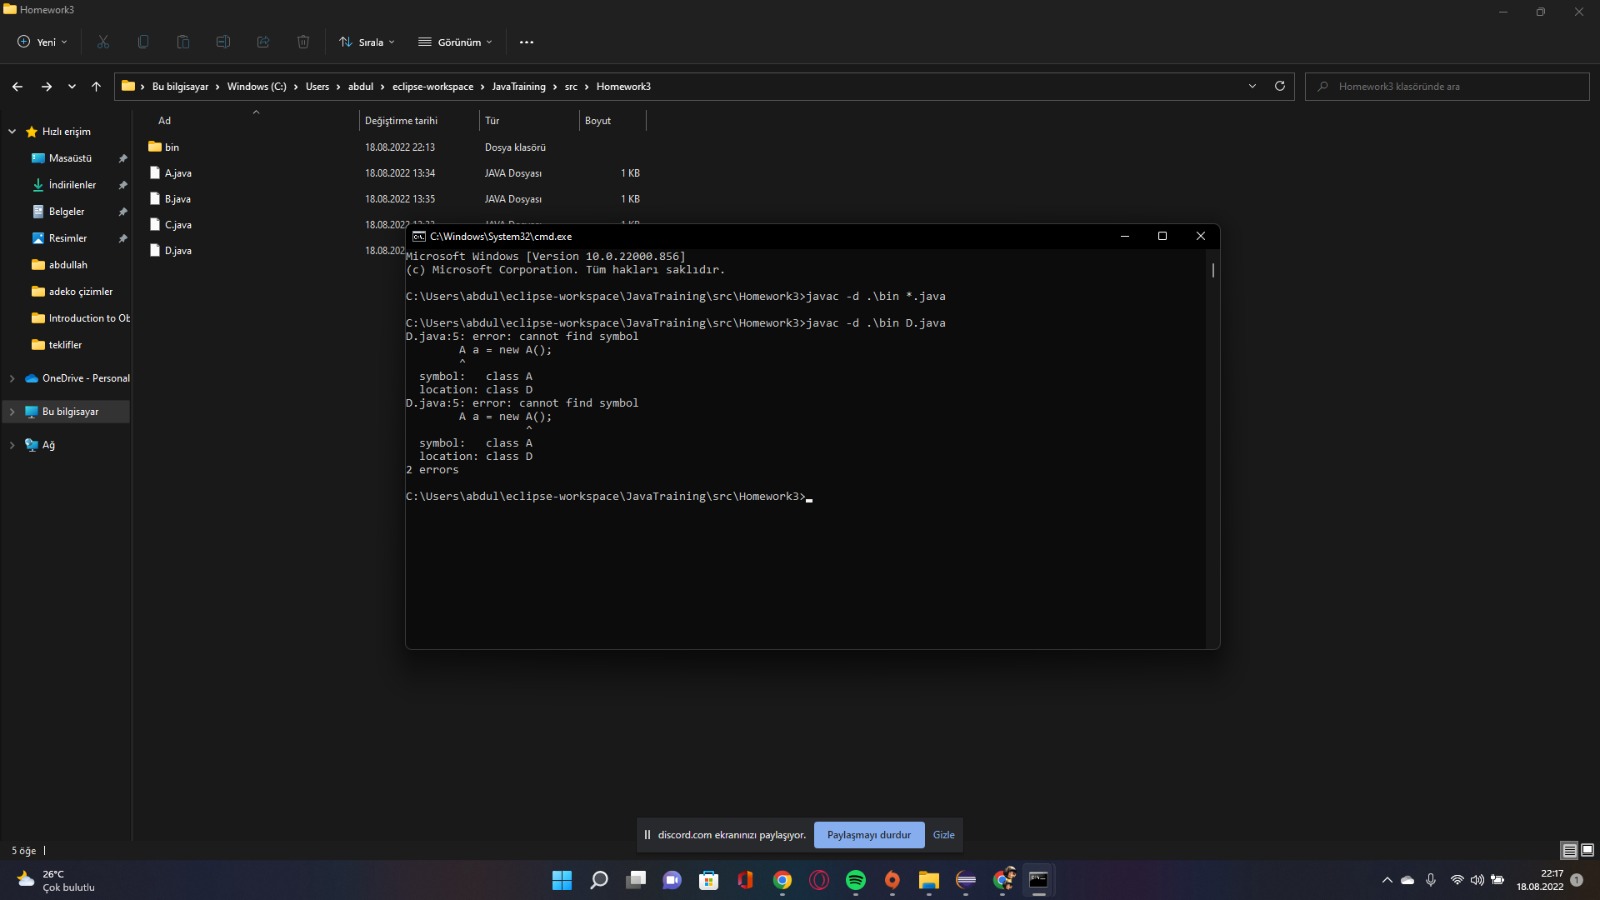 Homework3
Yeni
Sırala
Görünüm
Bu bilgisayar › Windows (C:) › Users › abdul › eclipse-workspace › JavaTraining › src › Homework3
Homework3 klasöründe ara
Hızlı erişim
Masaüstü
İndirilenler
Belgeler
Resimler
abdullah
adeko çizimler
Introduction to Ob
teklifler
OneDrive - Personal
Bu bilgisayar
Ağ
Ad Değiştirme tarihi Tür Boyut
bin 18.08.2022 22:13 Dosya klasörü
A.java 18.08.2022 13:34 JAVA Dosyası 1 KB
B.java 18.08.2022 13:35 JAVA Dosyası 1 KB
C.java 18.08.2022
D.java 18.08.202
C:\Windows\System32\cmd.exe
Microsoft Windows [Version 10.0.22000.856]
(c) Microsoft Corporation. Tüm hakları saklıdır.
C:\Users\abdul\eclipse-workspace\JavaTraining\src\Homework3>javac -d .\bin *.java
C:\Users\abdul\eclipse-workspace\JavaTraining\src\Homework3>javac -d .\bin D.java
D.java:5: error: cannot find symbol
A a = new A();
^
symbol:   class A
location: class D
D.java:5: error: cannot find symbol
A a = new A();
^
symbol:   class A
location: class D
2 errors
C:\Users\abdul\eclipse-workspace\JavaTraining\src\Homework3>
discord.com ekranınızı paylaşıyor. Paylaşmayı durdur Gizle
5 öğe
26°C
Çok bulutlu
22:17
18.08.2022
1